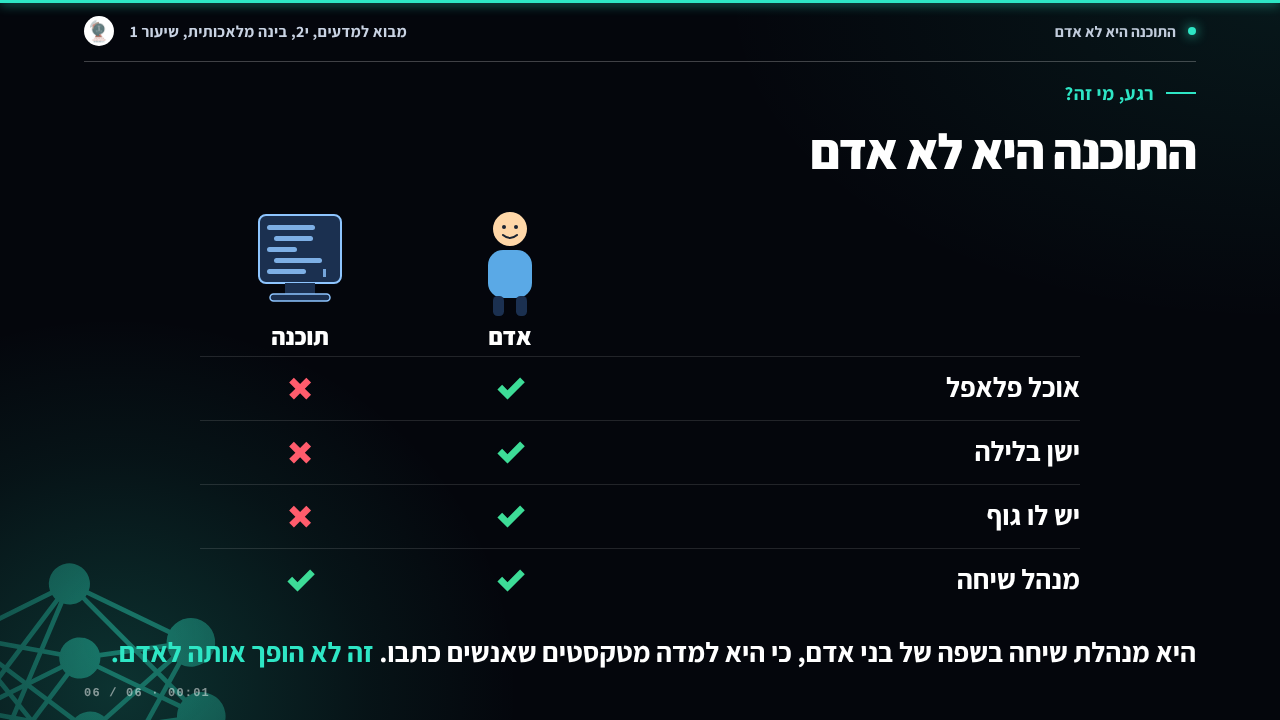 התוכנה היא לא אדם
מבוא למדעים, י2, בינה מלאכותית, שיעור 1
רגע, מי זה?
התוכנה היא לא אדם
אדם
תוכנה
אוכל פלאפל
ישן בלילה
יש לו גוף
מנהל שיחה
היא מנהלת שיחה בשפה של בני אדם, כי היא למדה מטקסטים שאנשים כתבו. זה לא הופך אותה לאדם.
06 / 06 · 00:01